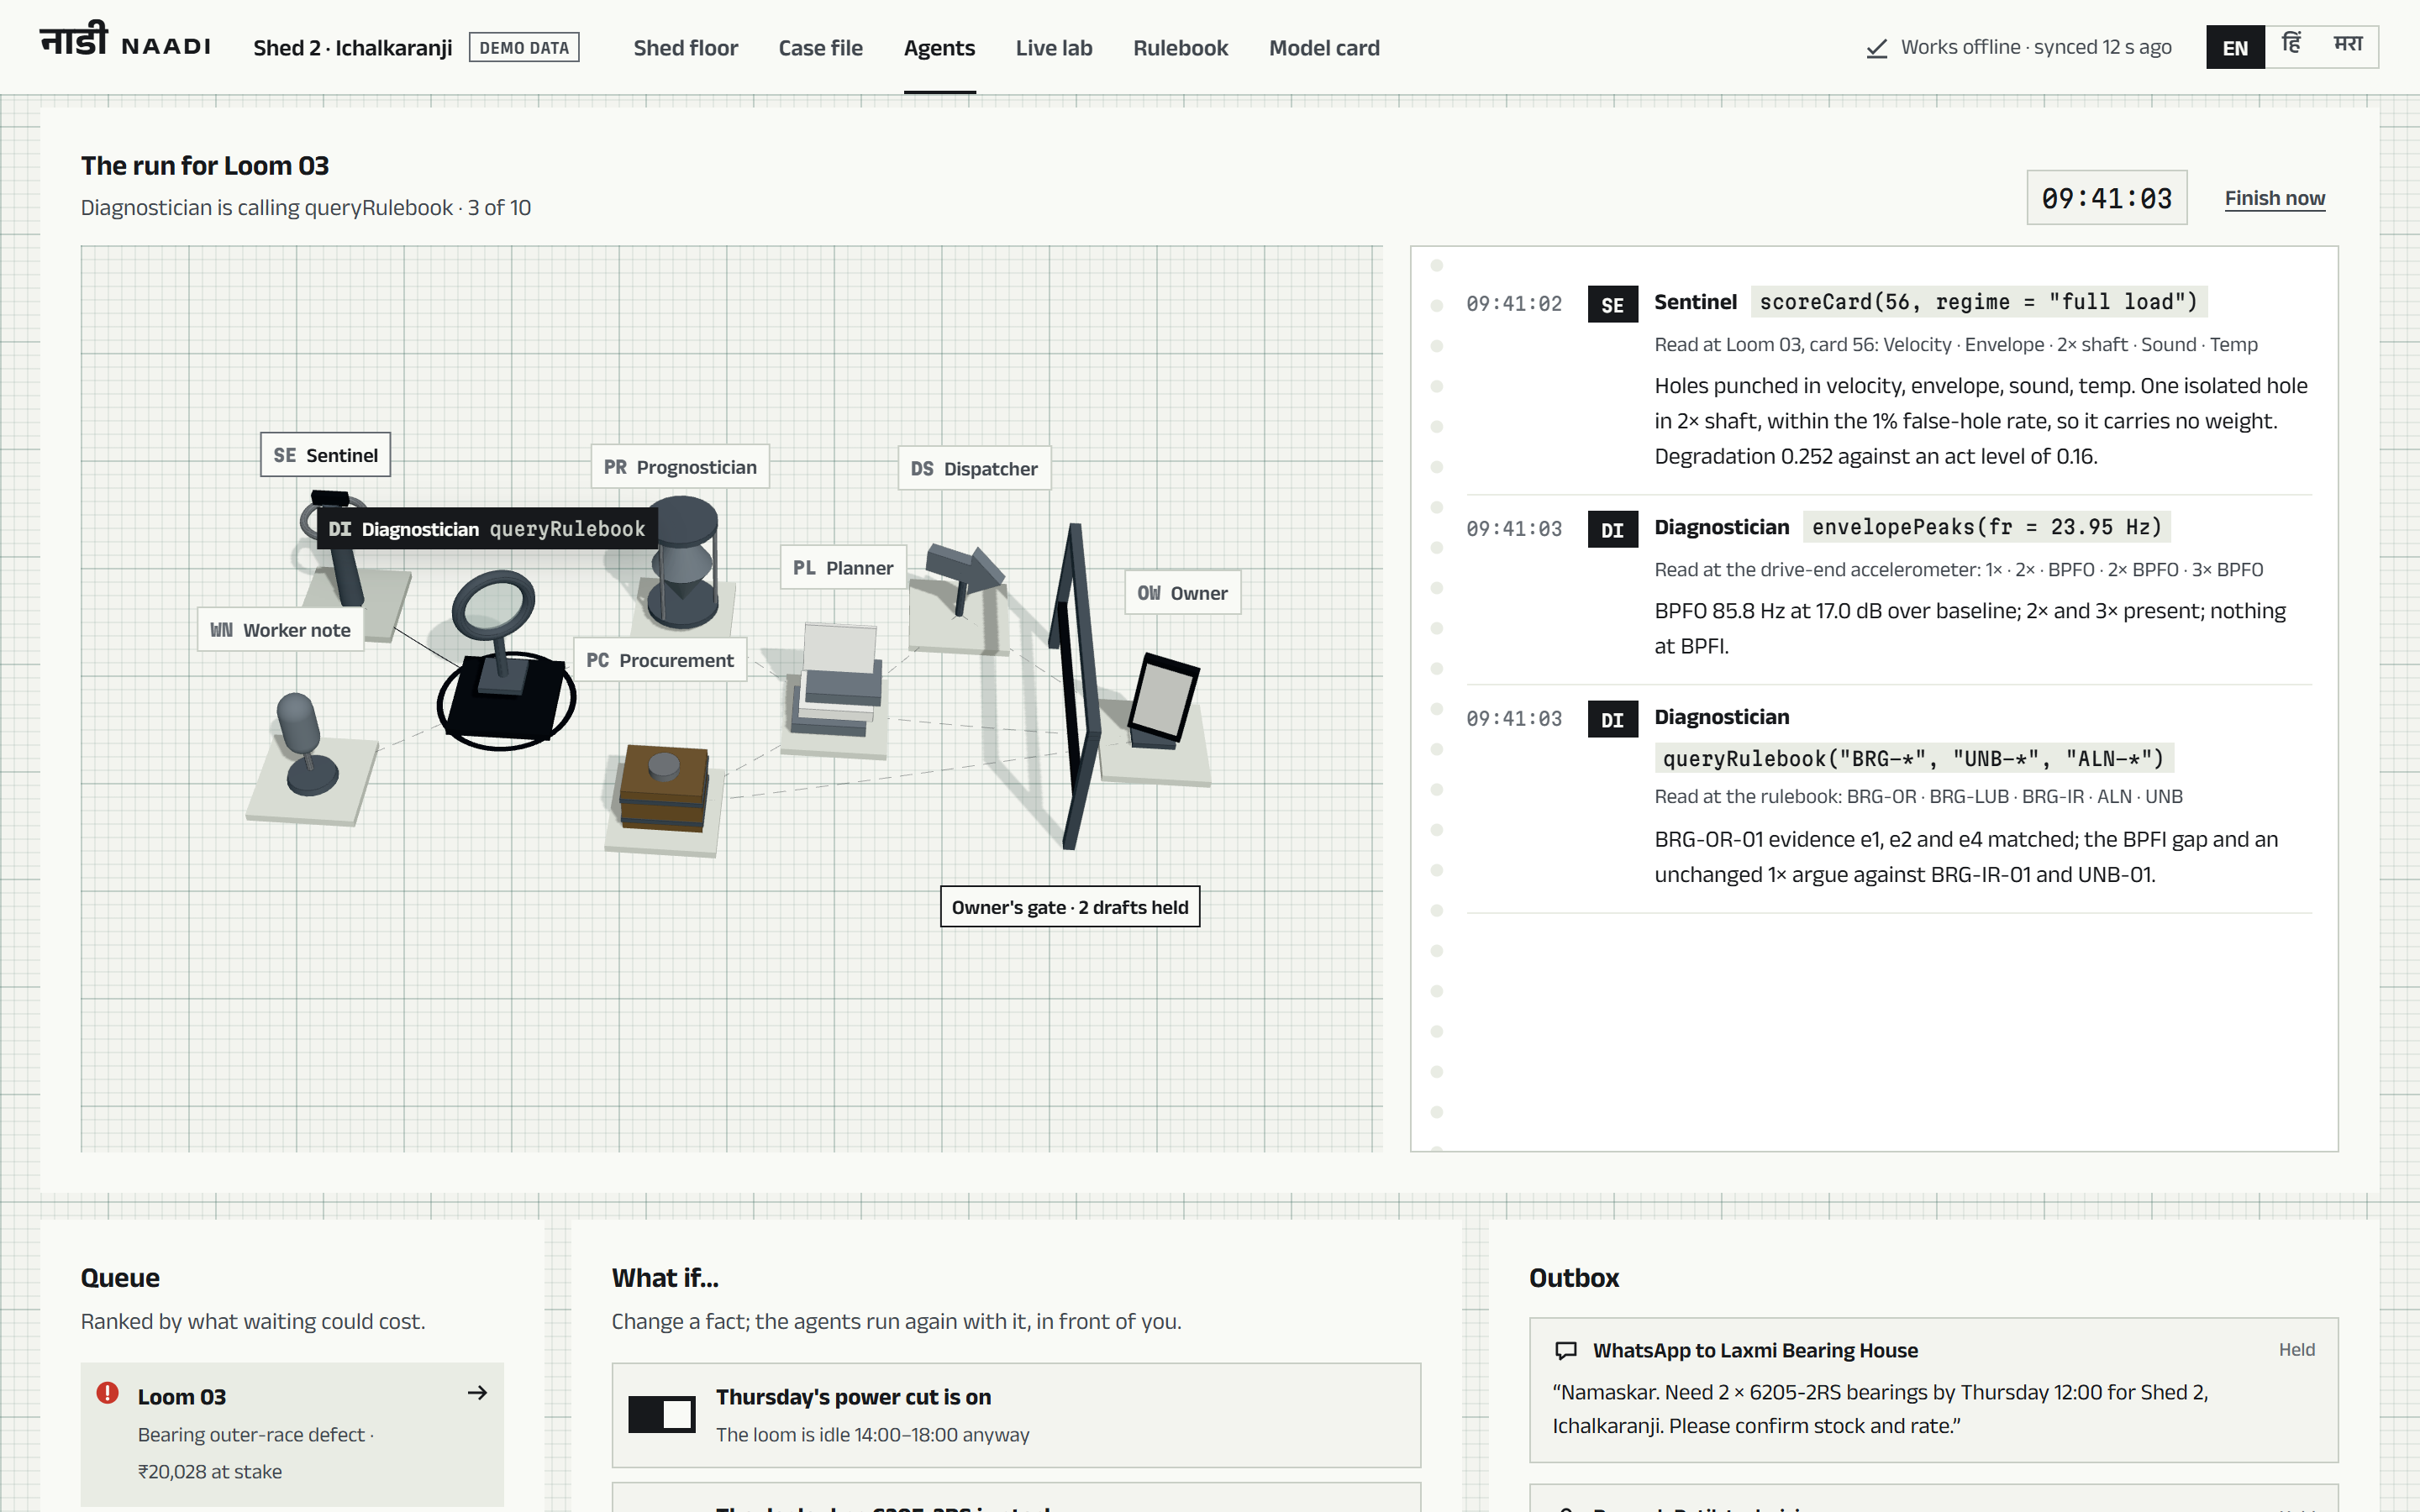 नाडी NAADI
Shed 2 · Ichalkaranji
DEMO DATA
Shed floor
Case file
Agents
Live lab
Rulebook
Model card
Works offline · synced 12 s ago
EN
हिं
मरा
The run for Loom 03
Diagnostician is calling queryRulebook · 3 of 10
09:41:03
Finish now
SE Sentinel
PR Prognostician
DS Dispatcher
DI Diagnostician queryRulebook
PL Planner
OW Owner
WN Worker note
PC Procurement
Owner's gate · 2 drafts held
09:41:02 SE Sentinel scoreCard(56, regime = "full load")
Read at Loom 03, card 56: Velocity · Envelope · 2× shaft · Sound · Temp
Holes punched in velocity, envelope, sound, temp. One isolated hole
in 2× shaft, within the 1% false-hole rate, so it carries no weight.
Degradation 0.252 against an act level of 0.16.
09:41:03 DI Diagnostician envelopePeaks(fr = 23.95 Hz)
Read at the drive-end accelerometer: 1× · 2× · BPFO · 2× BPFO · 3× BPFO
BPFO 85.8 Hz at 17.0 dB over baseline; 2× and 3× present; nothing
at BPFI.
09:41:03 DI Diagnostician
queryRulebook("BRG-*", "UNB-*", "ALN-*")
Read at the rulebook: BRG-OR · BRG-LUB · BRG-IR · ALN · UNB
BRG-OR-01 evidence e1, e2 and e4 matched; the BPFI gap and an
unchanged 1× argue against BRG-IR-01 and UNB-01.
Queue
Ranked by what waiting could cost.
Loom 03
Bearing outer-race defect ·
₹20,028 at stake
What if...
Change a fact; the agents run again with it, in front of you.
Thursday's power cut is on
The loom is idle 14:00–18:00 anyway
Outbox
WhatsApp to Laxmi Bearing House
Held
“Namaskar. Need 2 × 6205-2RS bearings by Thursday 12:00 for Shed 2,
Ichalkaranji. Please confirm stock and rate.”